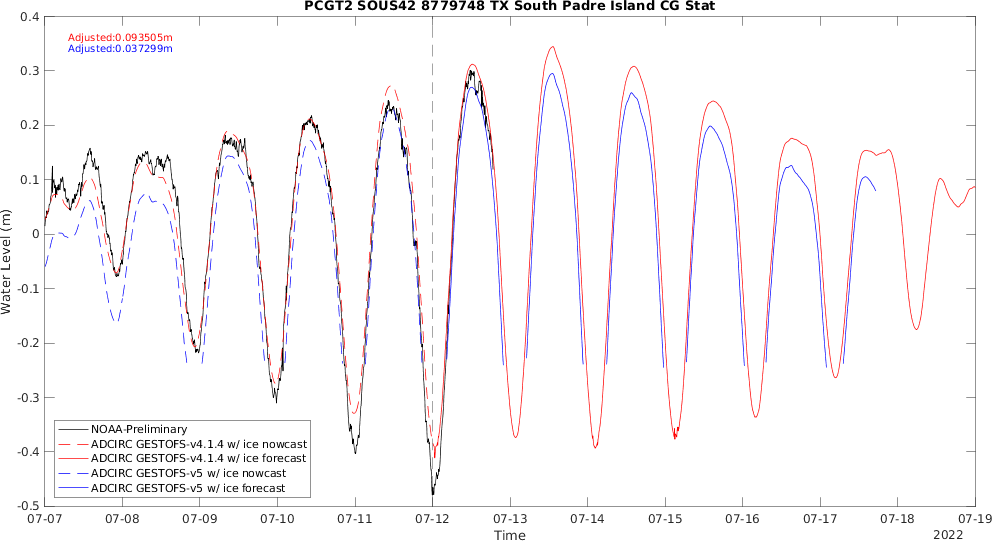 PCGT2 SOUS42 8779748 TX South Padre Island CG Stat
Adjusted:0.093505m
Adjusted:0.037299m
0.4
0.3
0.2
0.1
0
-0.1
-0.2
-0.3
-0.4
-0.5
Water Level (m)
NOAA-Preliminary
ADCIRC GESTOFS-v4.1.4 w/ ice nowcast
ADCIRC GESTOFS-v4.1.4 w/ ice forecast
ADCIRC GESTOFS-v5 w/ ice nowcast
ADCIRC GESTOFS-v5 w/ ice forecast
07-07 07-08 07-09 07-10 07-11 07-12 07-13 07-14 07-15 07-16 07-17 07-18 07-19
Time
2022